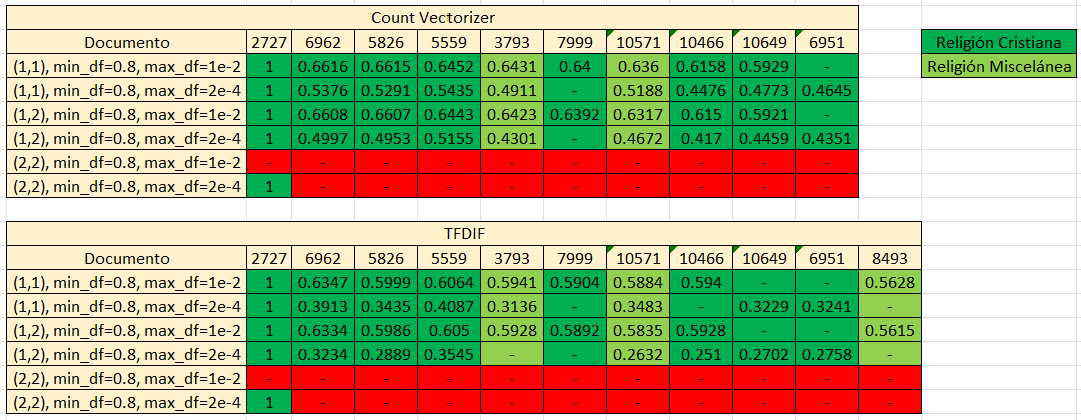 Count Vectorizer
Documento 2727 6962 5826 5559 3793 7999 10571 10466 10649 6951 Religión Cristiana
(1,1), min_df=0.8, max_df=1e-2 1 0.6616 0.6615 0.6452 0.6431 0.64 0.636 0.6158 0.5929 - Religión Miscelánea
(1,1), min_df=0.8, max_df=2e-4 1 0.5376 0.5291 0.5435 0.4911 - 0.5188 0.4476 0.4773 0.4645
(1,2), min_df=0.8, max_df=1e-2 1 0.6608 0.6607 0.6443 0.6423 0.6392 0.6317 0.615 0.5921 -
(1,2), min_df=0.8, max_df=2e-4 1 0.4997 0.4953 0.5155 0.4301 - 0.4672 0.417 0.4459 0.4351
(2,2), min_df=0.8, max_df=1e-2 - - - - - - - - - -
(2,2), min_df=0.8, max_df=2e-4 1 - - - - - - - - -
TFDIF
Documento 2727 6962 5826 5559 3793 7999 10571 10466 10649 6951 8493
(1,1), min_df=0.8, max_df=1e-2 1 0.6347 0.5999 0.6064 0.5941 0.5904 0.5884 0.594 - - 0.5628
(1,1), min_df=0.8, max_df=2e-4 1 0.3913 0.3435 0.4087 0.3136 - 0.3483 - 0.3229 0.3241 -
(1,2), min_df=0.8, max_df=1e-2 1 0.6334 0.5986 0.605 0.5928 0.5892 0.5835 0.5928 - - 0.5615
(1,2), min_df=0.8, max_df=2e-4 1 0.3234 0.2889 0.3545 - - 0.2632 0.251 0.2702 0.2758 -
(2,2), min_df=0.8, max_df=1e-2 - - - - - - - - - - -
(2,2), min_df=0.8, max_df=2e-4 1 - - - - - - - - - -